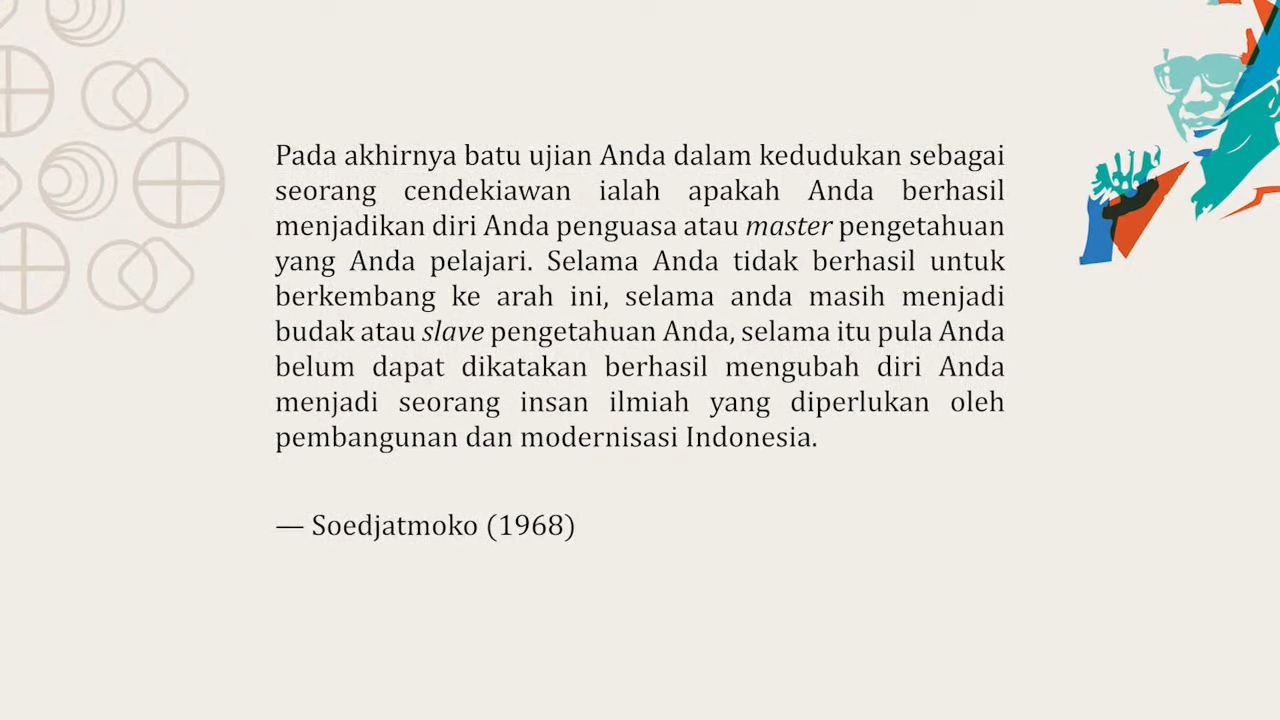 Pada akhirnya batu ujian Anda dalam kedudukan sebagai
seorang cendekiawan ialah apakah Anda berhasil
menjadikan diri Anda penguasa atau master pengetahuan
yang Anda pelajari. Selama Anda tidak berhasil untuk
berkembang ke arah ini, selama anda masih menjadi
budak atau slave pengetahuan Anda, selama itu pula Anda
belum dapat dikatakan berhasil mengubah diri Anda
menjadi seorang insan ilmiah yang diperlukan oleh
pembangunan dan modernisasi Indonesia.
— Soedjatmoko (1968)